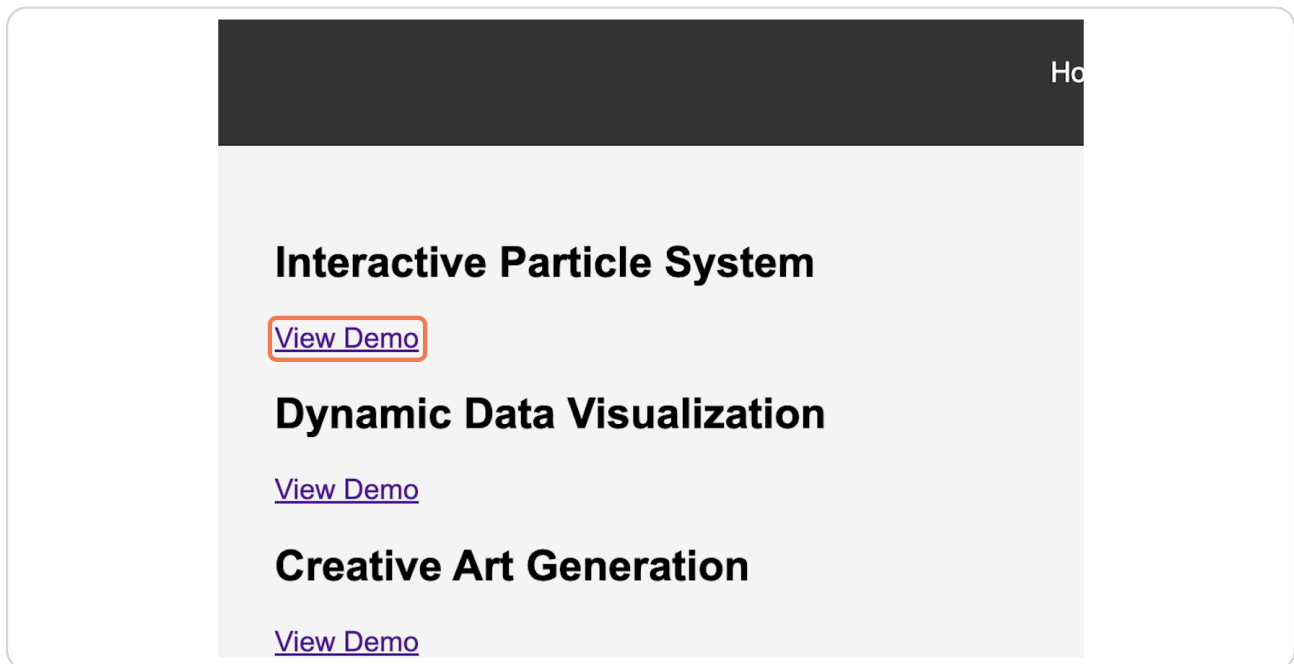 Ho
Interactive Particle System
View Demo
Dynamic Data Visualization
View Demo
Creative Art Generation
View Demo